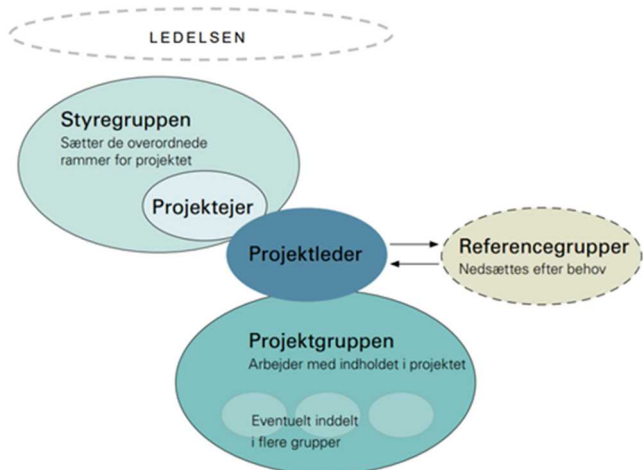 LEDELSEN
Styregruppen
Sætter de overordnede
rammer for projektet
Projektejer
Projektleder
Referencegrupper
Nedsættes efter behov
Projektgruppen
Arbejder med indholdet i projektet
Eventuelt inddelt
i flere grupper